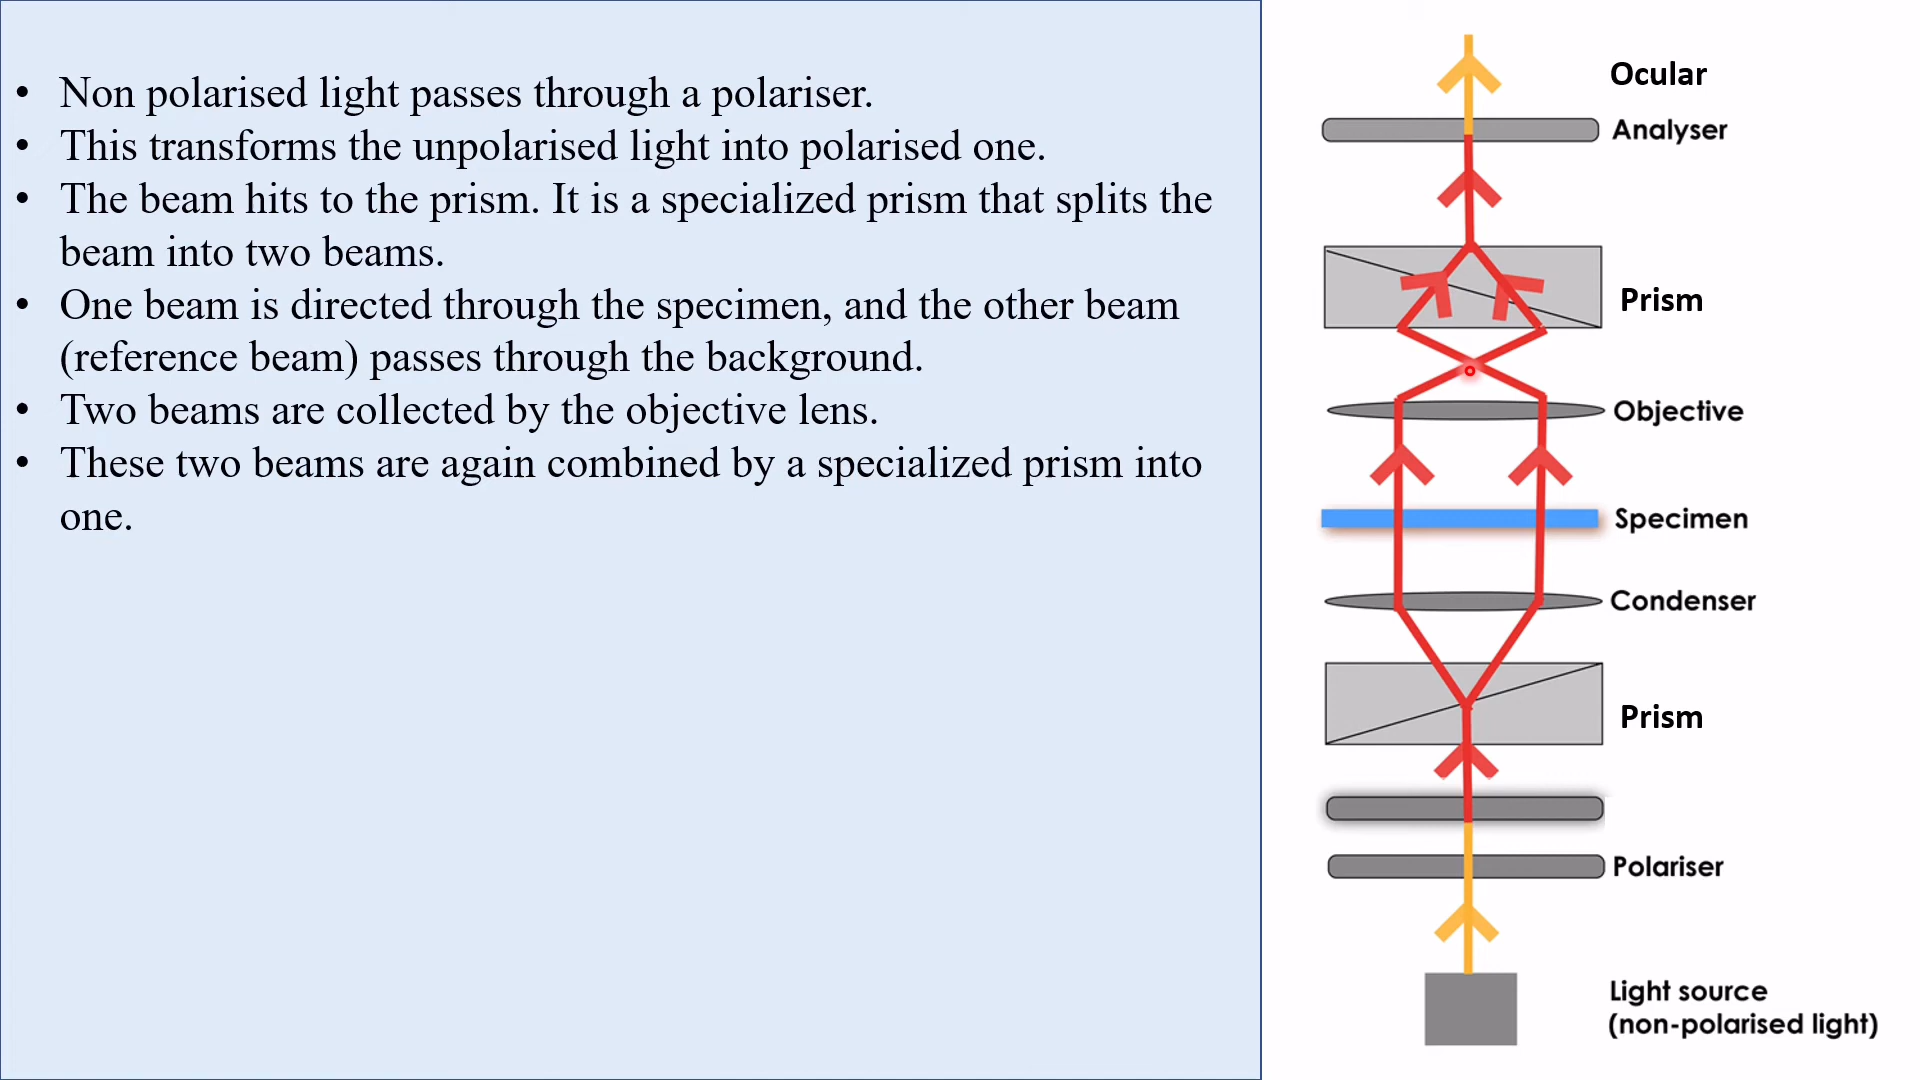 • Non polarised light passes through a polariser.
• This transforms the unpolarised light into polarised one.
• The beam hits to the prism. It is a specialized prism that splits the
beam into two beams.
• One beam is directed through the specimen, and the other beam
(reference beam) passes through the background.
• Two beams are collected by the objective lens.
• These two beams are again combined by a specialized prism into
one.
Ocular
Analyser
Prism
Objective
Specimen
Condenser
Prism
Polariser
Light source
(non-polarised light)